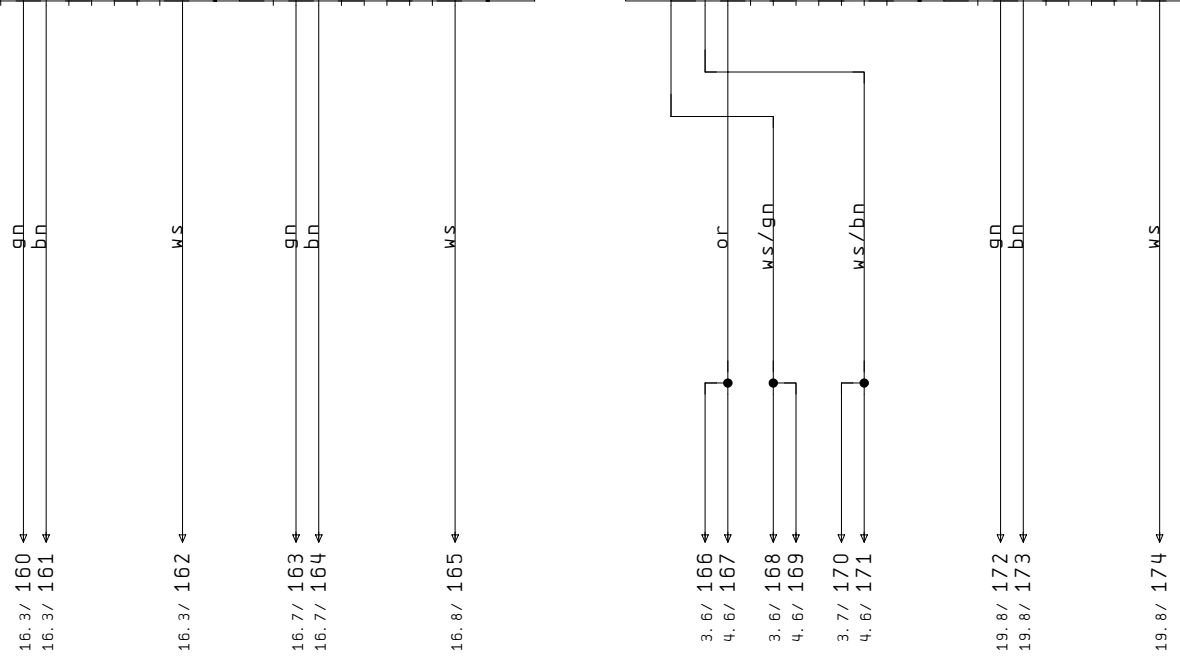 gn
bn
ws
gn
bn
ws
or
ws/gn
ws/bn
gn
bn
ws
16.3/ 160
16.3/ 161
16.3/ 162
16.7/ 163
16.7/ 164
16.8/ 165
3.6/ 166
4.6/ 167
3.6/ 168
4.6/ 169
3.7/ 170
4.6/ 171
19.8/ 172
19.8/ 173
19.8/ 174